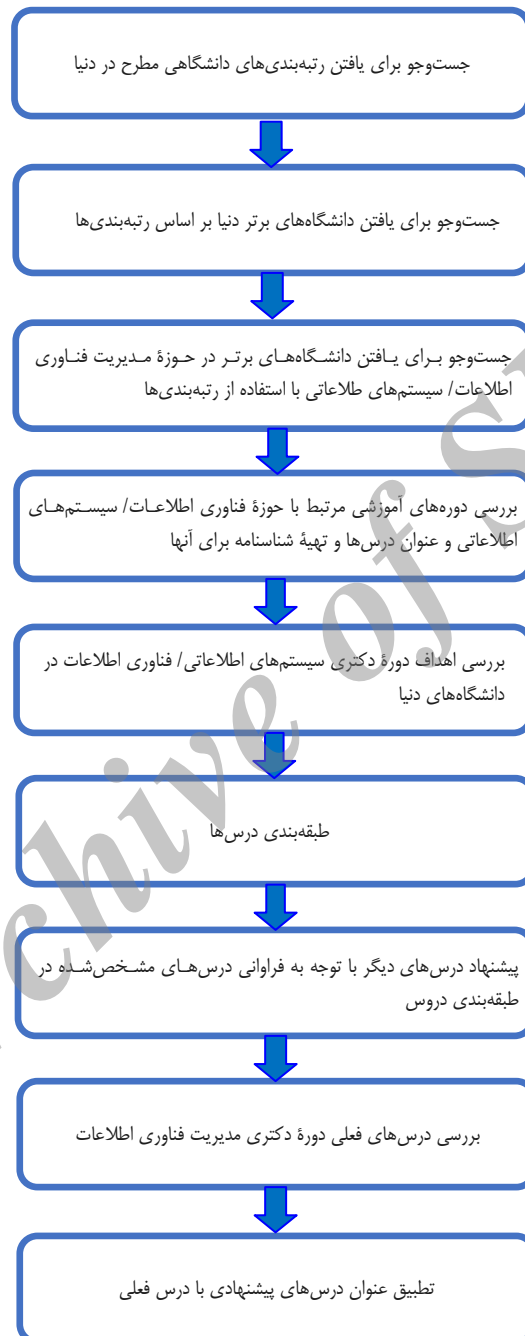 جست‌وجو برای یافتن رتبه‌بندی‌های دانشگاهی مطرح در دنیا
جست‌وجو برای یافتن دانشگاه‌های برتر دنیا بر اساس رتبه‌بندی‌ها
جست‌وجو برای یافتن دانشگاه‌های برتر در حوزهٔ مدیریت فناوری
اطلاعات/ سیستم‌های طلاعاتی با استفاده از رتبه‌بندی‌ها
بررسی دوره‌های آموزشی مرتبط با حوزهٔ فناوری اطلاعات/ سیستم‌های
اطلاعاتی و عنوان درس‌ها و تهیهٔ شناسنامه برای آنها
بررسی اهداف دورهٔ دکتری سیستم‌های اطلاعاتی/ فناوری اطلاعات در
دانشگاه‌های دنیا
طبقه‌بندی درس‌ها
پیشنهاد درس‌های دیگر با توجه به فراوانی درس‌های مشخص‌شده در
طبقه‌بندی دروس
بررسی درس‌های فعلی دورهٔ دکتری مدیریت فناوری اطلاعات
تطبیق عنوان درس‌های پیشنهادی با درس فعلی
chive of S